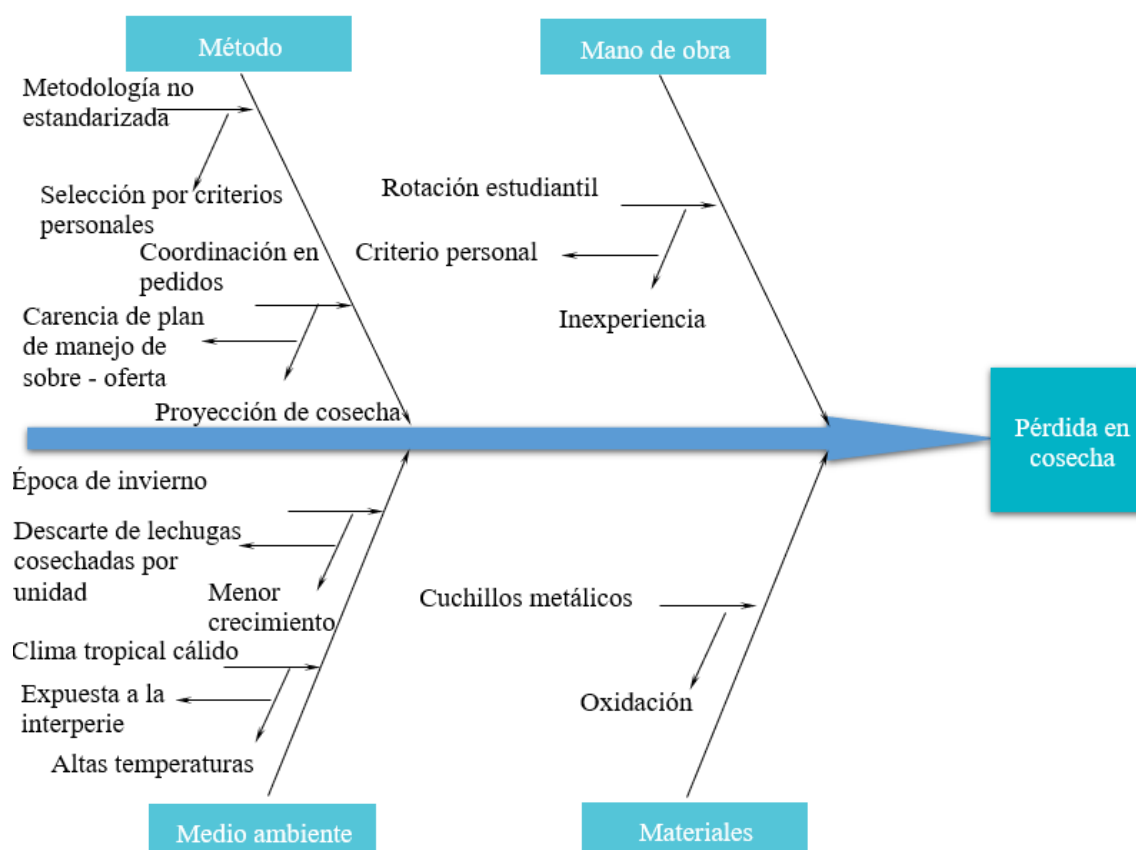 Método
Mano de obra
Metodología no
estandarizada
Selección por criterios
personales
Coordinación en
pedidos
Carencia de plan
de manejo de
sobre - oferta
Proyección de cosecha
Rotación estudiantil
Criterio personal
Inexperiencia
Pérdida en
cosecha
Época de invierno
Descarte de lechugas
cosechadas por
unidad
Menor
crecimiento
Clima tropical cálido
Expuesta a la
interperie
Altas temperaturas
Cuchillos metálicos
Oxidación
Medio ambiente
Materiales